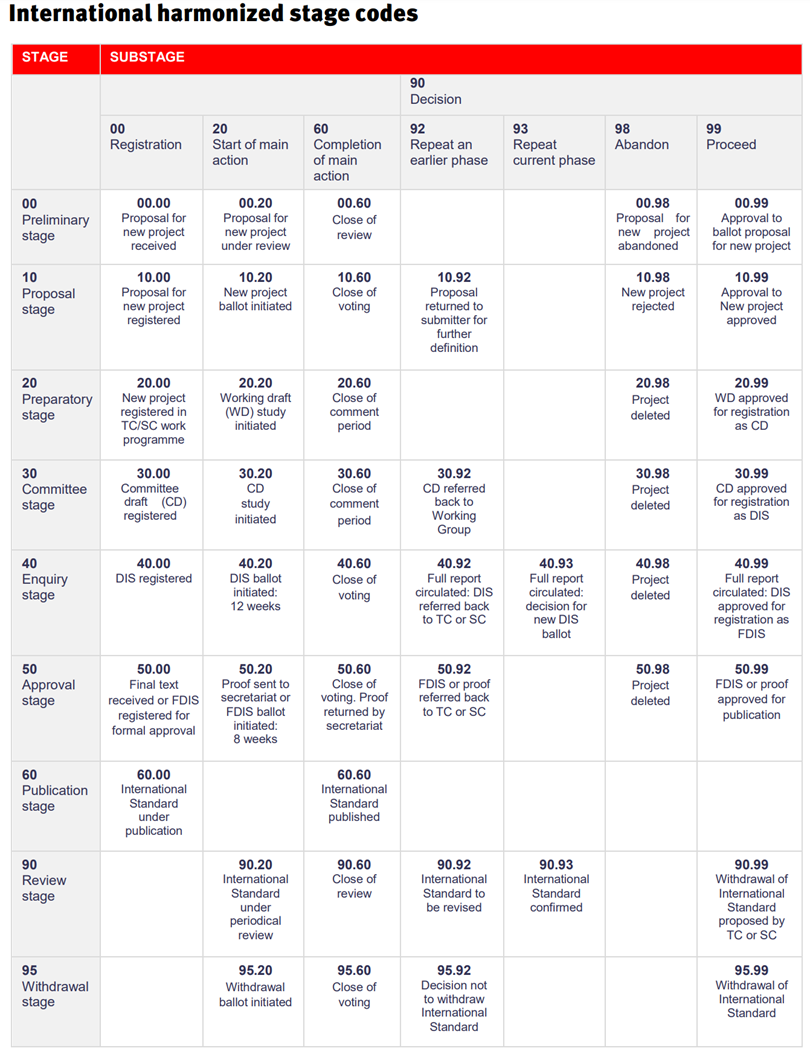 International harmonized stage codes
STAGE
SUBSTAGE
90
Decision
00
Registration
20
Start of main
action
60
Completion
of main
action
92
Repeat an
earlier phase
93
Repeat
current phase
98
Abandon
99
Proceed
00
Preliminary
stage
00.00
Proposal for
new project
received
00.20
Proposal for
new project
under review
00.60
Close of
review
00.98
Proposal for
new project
abandoned
00.99
Approval to
ballot proposal
for new project
10
Proposal
stage
10.00
Proposal for
new project
registered
10.20
New project
ballot initiated
10.60
Close of
voting
10.92
Proposal
returned to
submitter for
further
definition
10.98
New project
rejected
10.99
Approval to
New project
approved
20
Preparatory
stage
20.00
New project
registered in
TC/SC work
programme
20.20
Working draft
(WD) study
initiated
20.60
Close of
comment
period
20.98
Project
deleted
20.99
WD approved
for registration
as CD
30
Committee
stage
30.00
Committee
draft (CD)
registered
30.20
CD
study
initiated
30.60
Close of
comment
period
30.92
CD referred
back to
Working
Group
30.98
Project
deleted
30.99
CD approved
for registration
as DIS
40
Enquiry
stage
40.00
DIS registered
40.20
DIS ballot
initiated:
12 weeks
40.60
Close of
voting
40.92
Full report
circulated: DIS
referred back
to TC or SC
40.93
Full report
circulated:
decision for
new DIS
ballot
40.98
Project
deleted
40.99
Full report
circulated: DIS
approved for
registration as
FDIS
50
Approval
stage
50.00
Final text
received or FDIS
registered for
formal approval
50.20
Proof sent to
secretariat or
FDIS ballot
initiated:
8 weeks
50.60
Close of
voting. Proof
returned by
secretariat
50.92
FDIS or proof
referred back
to TC or SC
50.98
Project
deleted
50.99
FDIS or proof
approved for
publication
60
Publication
stage
60.00
International
Standard
under
publication
60.60
International
Standard
published
90
Review
stage
90.20
International
Standard
under
periodical
review
90.60
Close of
review
90.92
International
Standard to
be revised
90.93
International
Standard
confirmed
90.99
Withdrawal of
International
Standard
proposed by
TC or SC
95
Withdrawal
stage
95.20
Withdrawal
ballot initiated
95.60
Close of
voting
95.92
Decision not
to withdraw
International
Standard
95.99
Withdrawal of
International
Standard